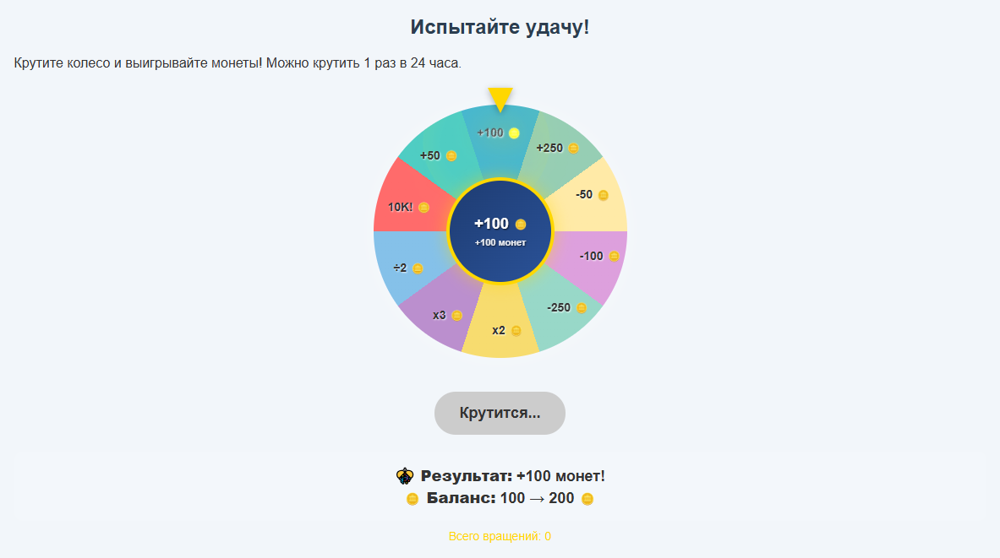 Испытайте удачу!
Крутите колесо и выигрывайте монеты! Можно крутить 1 раз в 24 часа.
+100
+50
+250
-50
10K!
+100
+100 монет
-100
÷2
-250
x3
x2
Крутится...
Результат: +100 монет!
Баланс: 100 → 200
Всего вращений: 0